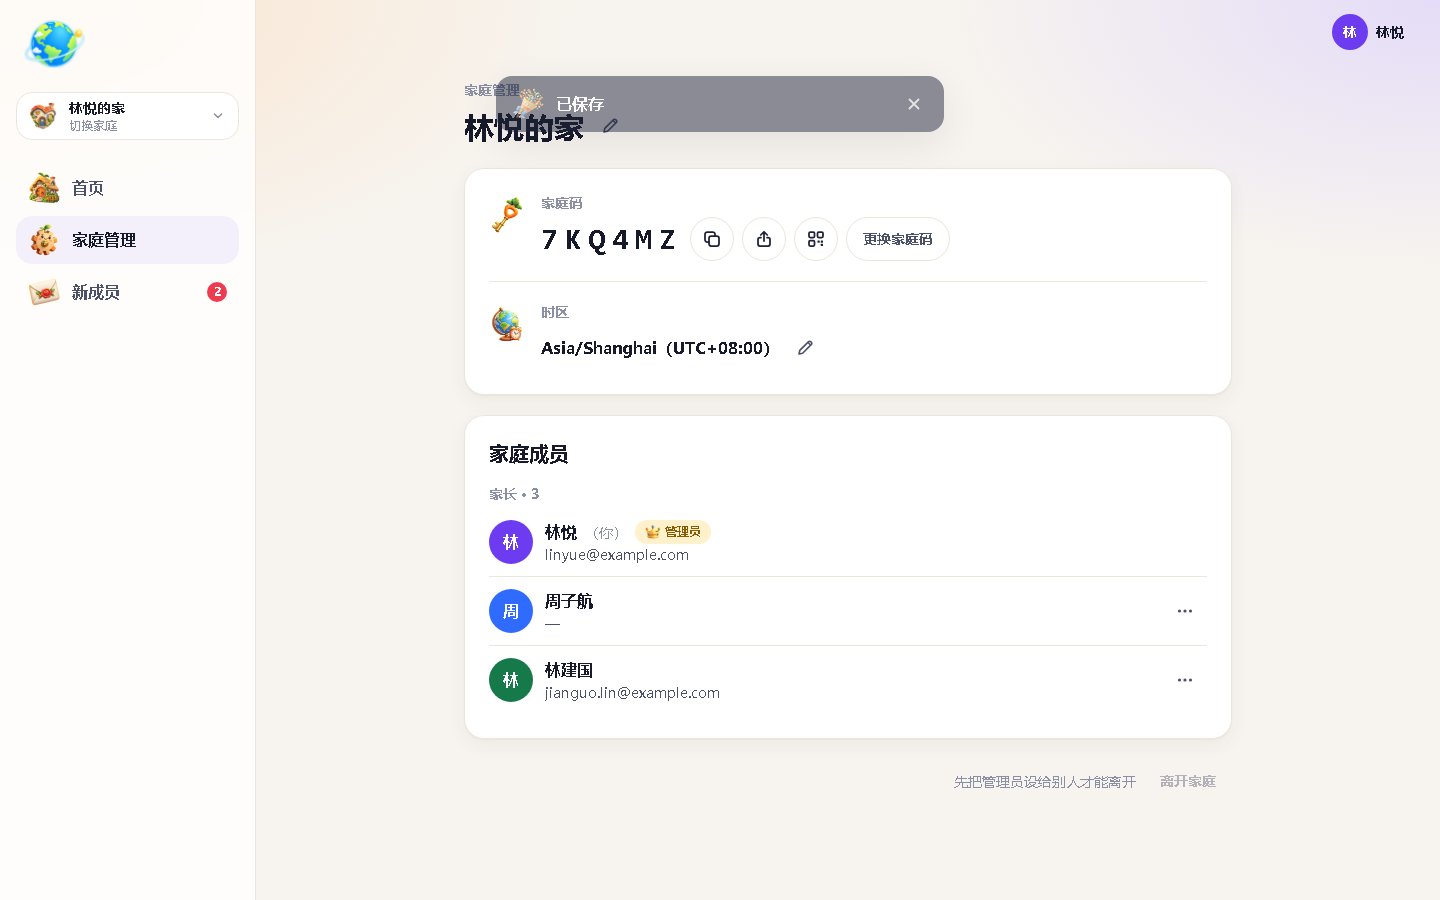 林悦的家
切换家庭
首页
家庭管理
新成员
2
林
林悦
家庭管理
已保存
林悦的家
家庭码
7KQ4MZ
更换家庭码
时区
Asia/Shanghai（UTC+08:00）
家庭成员
家长 • 3
林
林悦 （你） 管理员
linyue@example.com
周
周子航
—
林
林建国
jianguo.lin@example.com
先把管理员设给别人才能离开 离开家庭